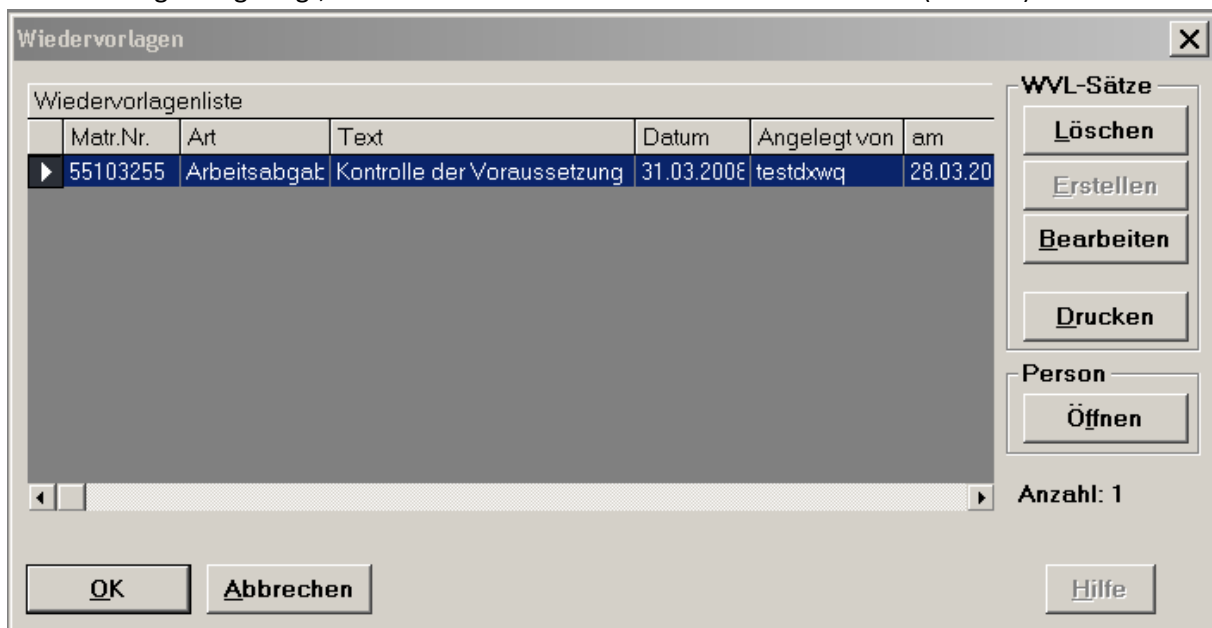 Wiedervorlagen
Wiedervorlagenliste
Matr.Nr. Art Text Datum Angelegt von am
55103255 Arbeitsabgab Kontrolle der Voraussetzung 31.03.2008 testdxwq 28.03.20
WVL-Sätze
Löschen
Erstellen
Bearbeiten
Drucken
Person
Öffnen
Anzahl: 1
OK Abbrechen Hilfe